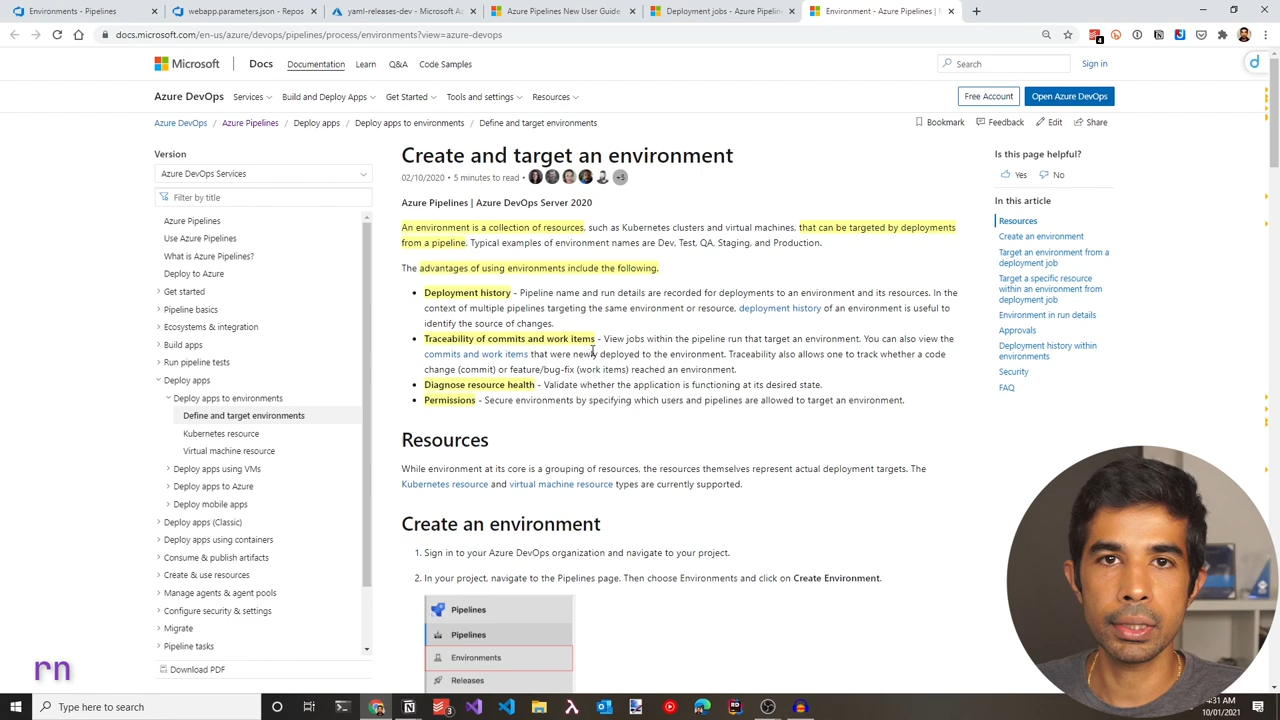 Environments - Pipelines
webapp.parameters.json - Repos
yaml-releases-dev - Microsoft A
Azure Pipelines New User Guide
Deployment jobs - Azure Pipeline
Environment - Azure Pipelines |
docs.microsoft.com/en-us/azure/devops/pipelines/process/environments?view=azure-devops
4
Microsoft
Docs
Documentation
Learn
Q&A
Code Samples
Search
Sign in
d
Azure DevOps
Services
Build and Deploy Apps
Get Started
Tools and settings
Resources
Free Account
Open Azure DevOps
Azure DevOps / Azure Pipelines / Deploy apps / Deploy apps to environments / Define and target environments
Bookmark
Feedback
Edit
Share
Version
Azure DevOps Services
Filter by title
Azure Pipelines
Use Azure Pipelines
What is Azure Pipelines?
Deploy to Azure
Get started
Pipeline basics
Ecosystems & integration
Build apps
Run pipeline tests
Deploy apps
Deploy apps to environments
Define and target environments
Kubernetes resource
Virtual machine resource
Deploy apps using VMs
Deploy apps to Azure
Deploy mobile apps
Deploy apps (Classic)
Deploy apps using containers
Consume & publish artifacts
Create & use resources
Manage agents & agent pools
Configure security & settings
Migrate
Pipeline tasks
Download PDF
Create and target an environment
02/10/2020 • 5 minutes to read •
+5
Azure Pipelines | Azure DevOps Server 2020
An environment is a collection of resources, such as Kubernetes clusters and virtual machines, that can be targeted by deployments
from a pipeline. Typical examples of environment names are Dev, Test, QA, Staging, and Production.
The advantages of using environments include the following.
• Deployment history - Pipeline name and run details are recorded for deployments to an environment and its resources. In the
context of multiple pipelines targeting the same environment or resource, deployment history of an environment is useful to
identify the source of changes.
• Traceability of commits and work items - View jobs within the pipeline run that target an environment. You can also view the
commits and work items that were newly deployed to the environment. Traceability also allows one to track whether a code
change (commit) or feature/bug-fix (work items) reached an environment.
• Diagnose resource health - Validate whether the application is functioning at its desired state.
• Permissions - Secure environments by specifying which users and pipelines are allowed to target an environment.
Resources
While environment at its core is a grouping of resources, the resources themselves represent actual deployment targets. The
Kubernetes resource and virtual machine resource types are currently supported.
Create an environment
1. Sign in to your Azure DevOps organization and navigate to your project.
2. In your project, navigate to the Pipelines page. Then choose Environments and click on Create Environment.
Pipelines
Pipelines
Environments
Releases
Is this page helpful?
Yes
No
In this article
Resources
Create an environment
Target an environment from a
deployment job
Target a specific resource
within an environment from
deployment job
Environment in run details
Approvals
Deployment history within
environments
Security
FAQ
rn
Type here to search
3
RD
10/01/2021